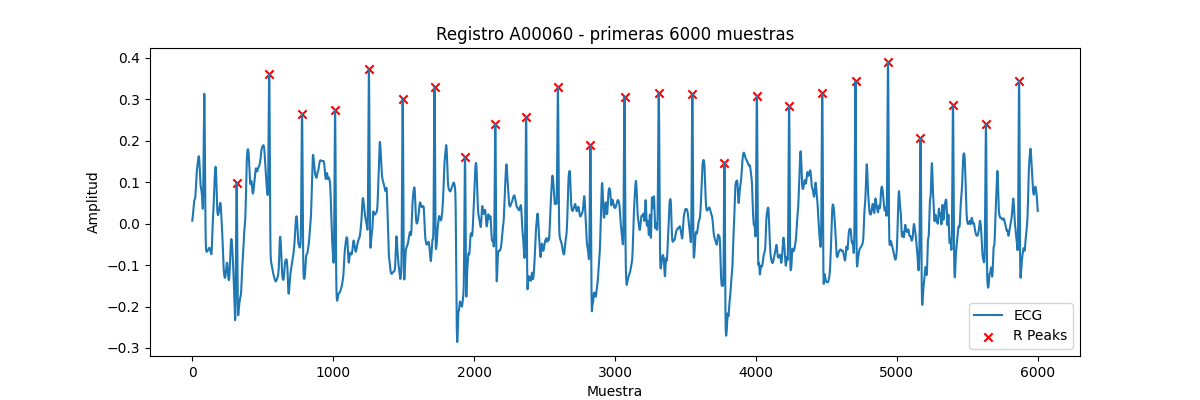 Registro A00060 - primeras 6000 muestras
0.4
0.3
0.2
0.1
0.0
−0.1
−0.2
−0.3
Amplitud
ECG
R Peaks
0 1000 2000 3000 4000 5000 6000
Muestra